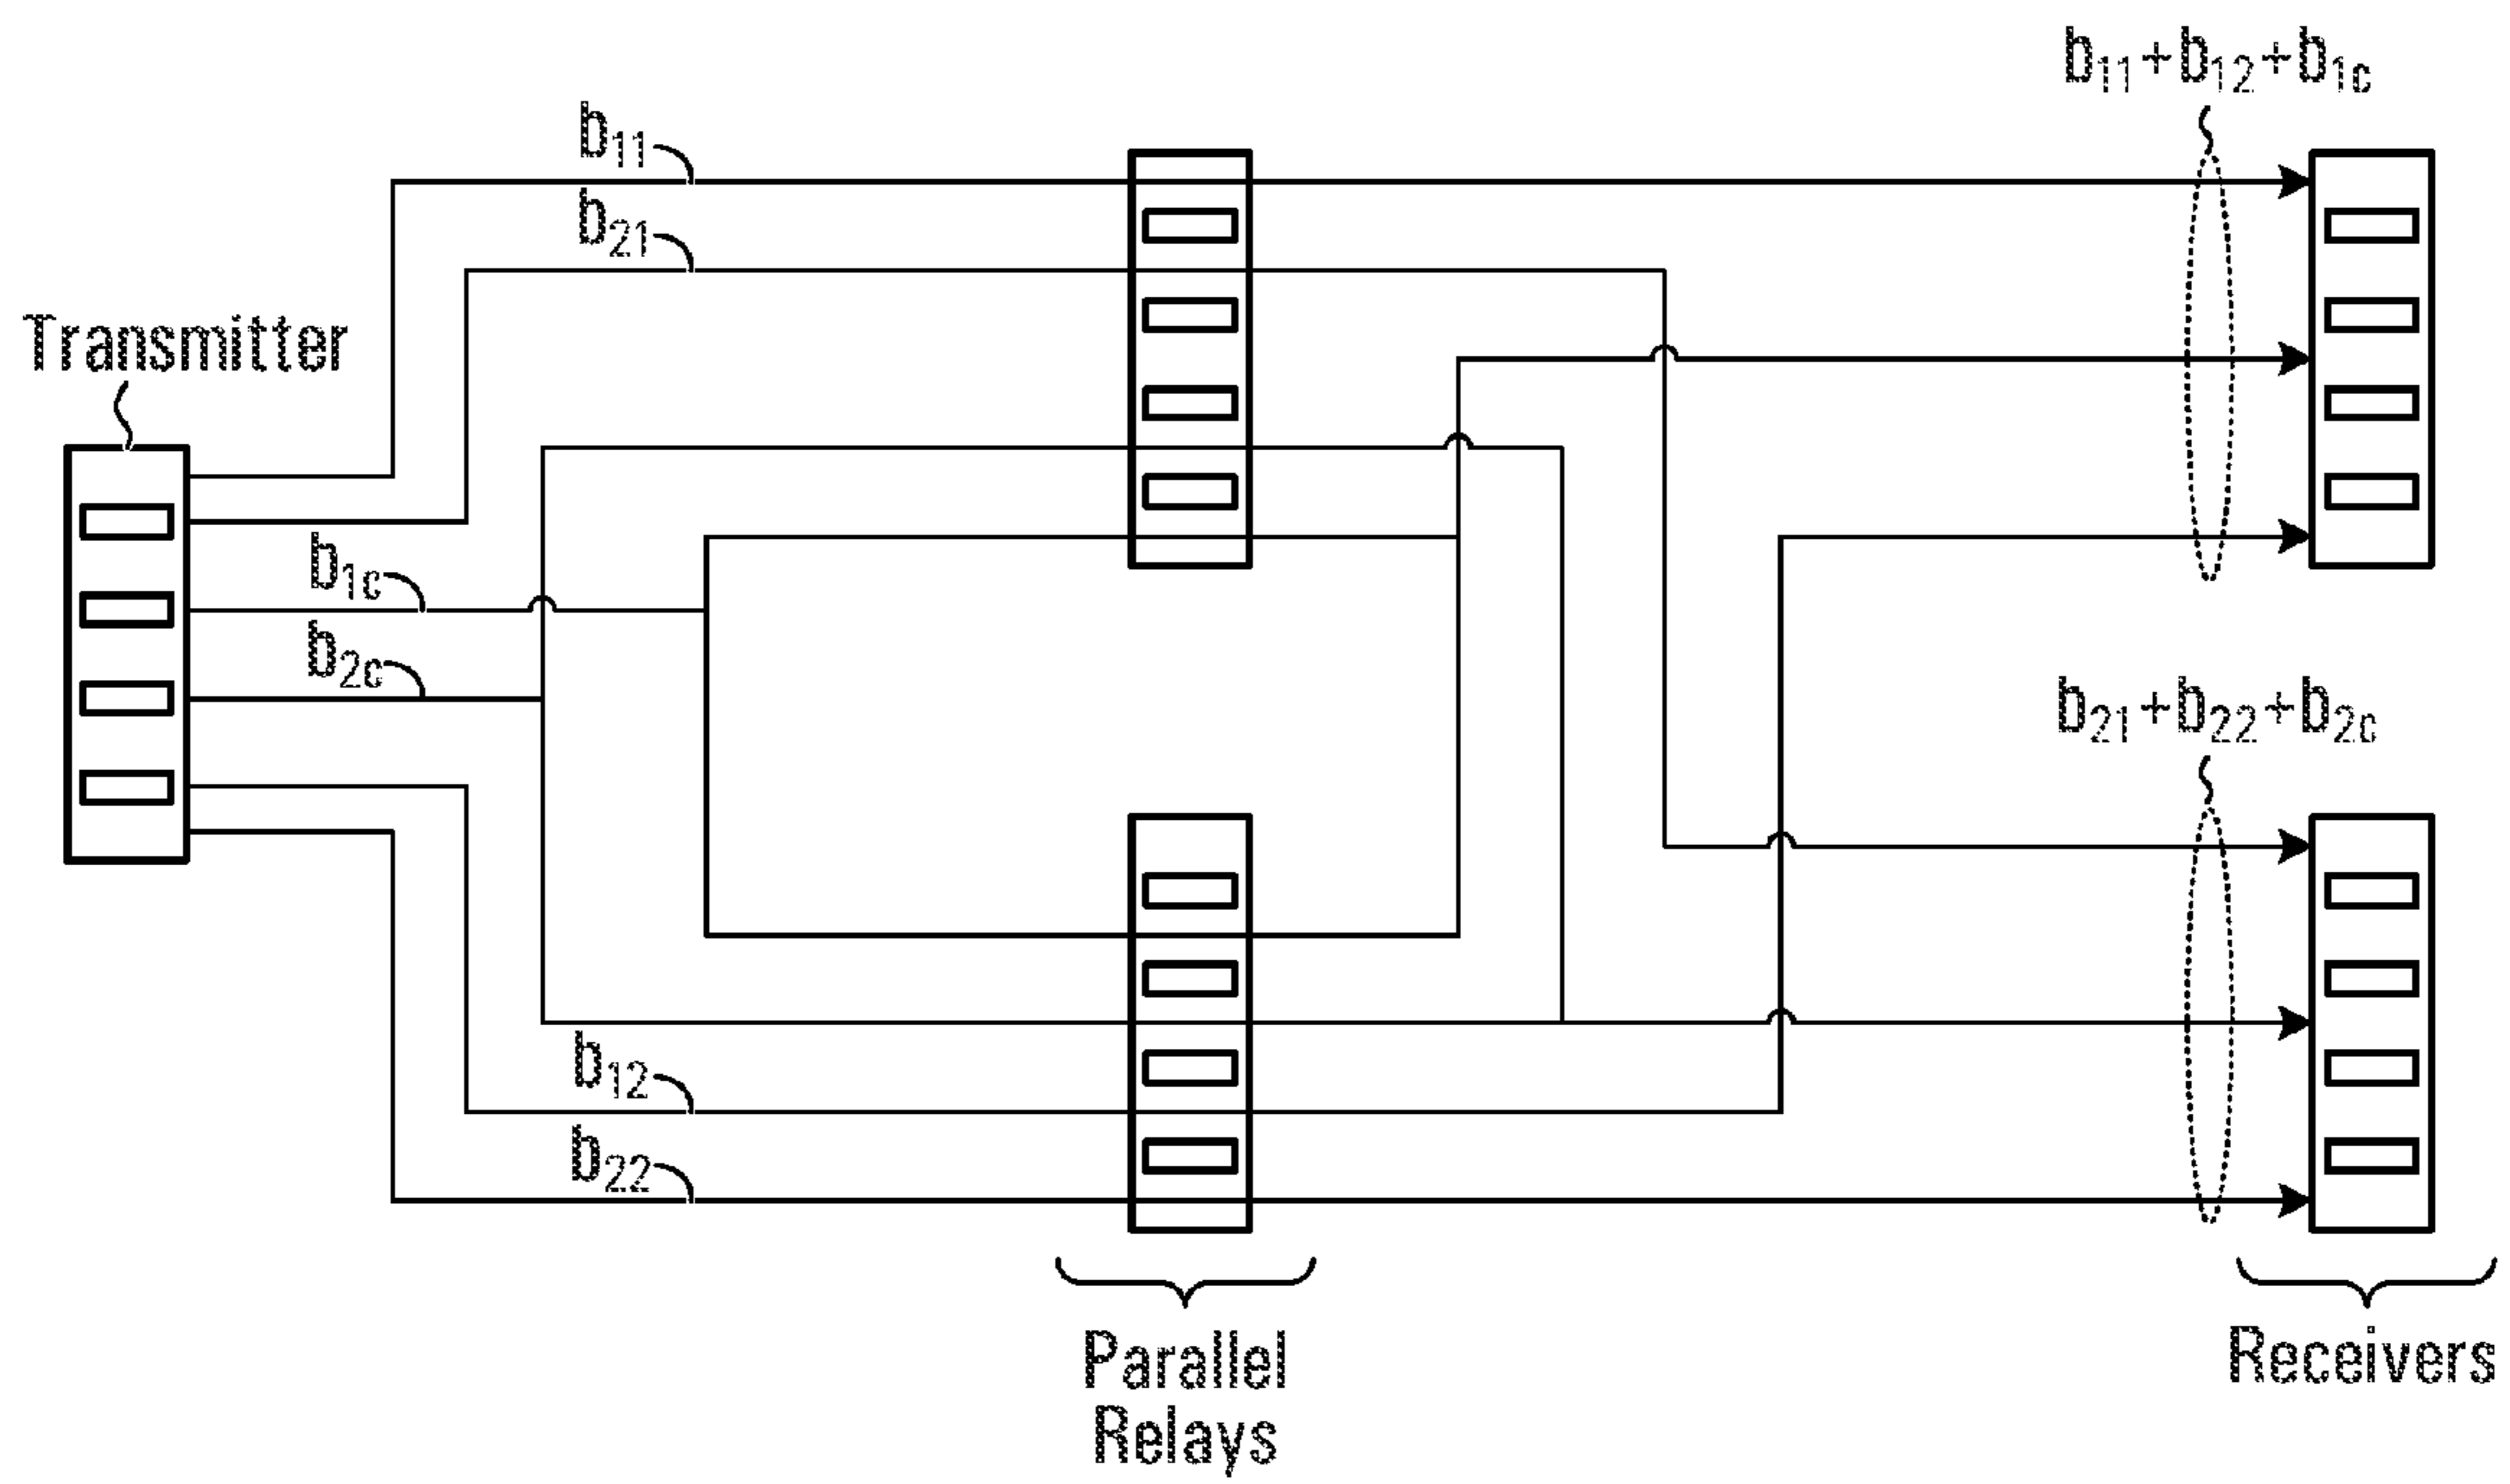 b₁₁+b₁₂+b₁c
b₁₁
b₂₁
Transmitter
b₁c
b₂c
b₂₁+b₂₂+b₂c
b₁₂
b₂₂
Parallel
Relays
Receivers